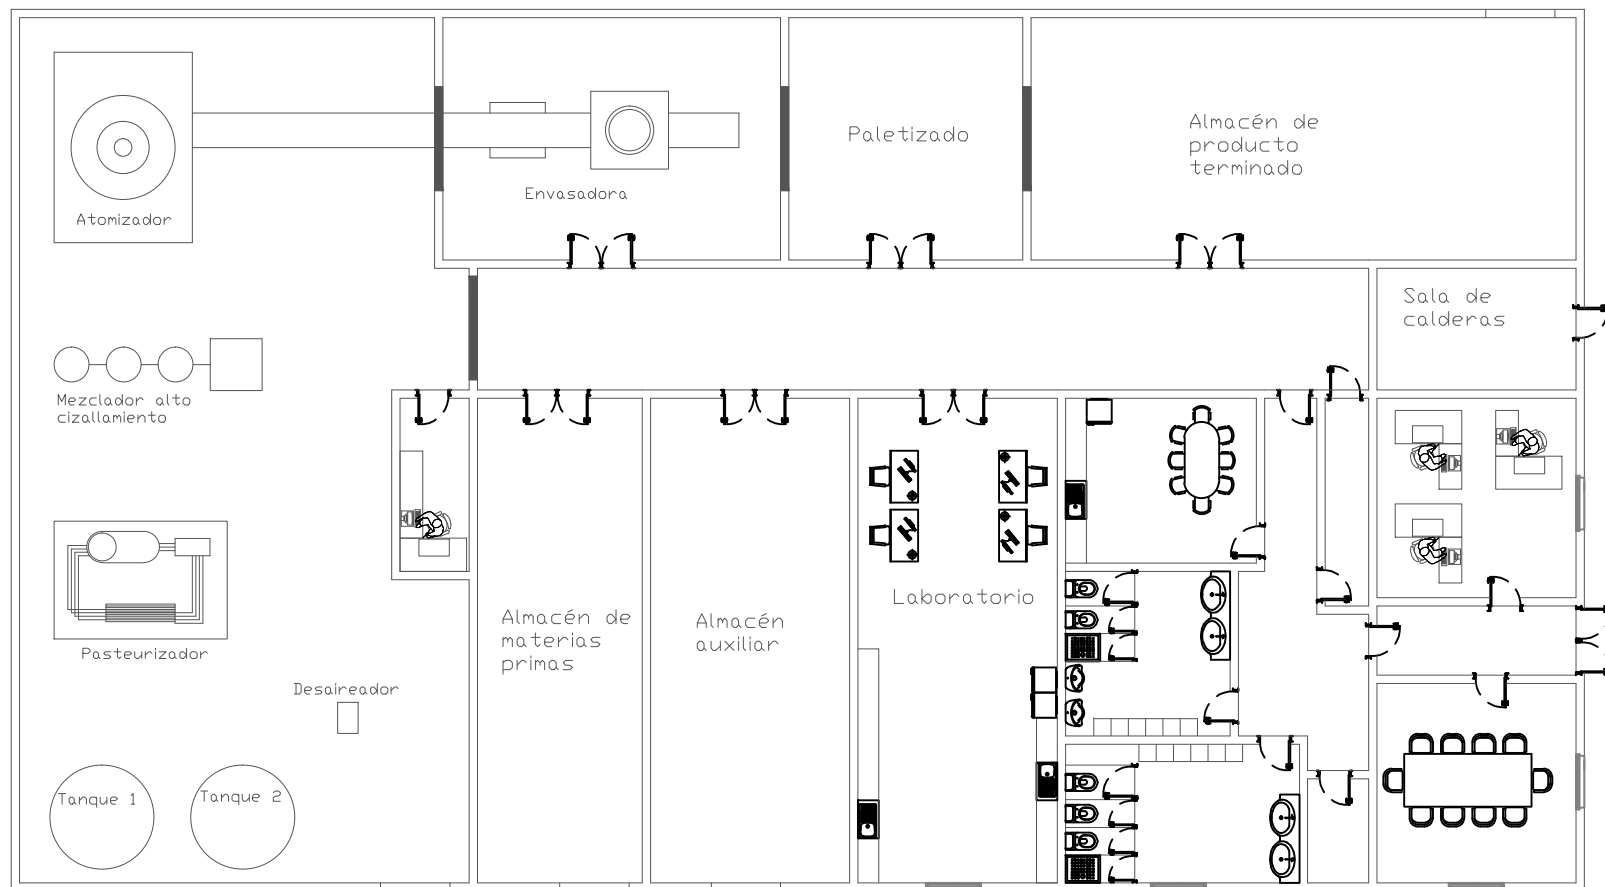 Almacén de
producto
terminado
Paletizado
Envasadora
Atomizador
Sala de
calderas
Mezclador alto
cizallamiento
Laboratorio
Almacén de
materias
primas
Almacén
auxiliar
Pasteurizador
Desaireador
Tanque 1
Tanque 2